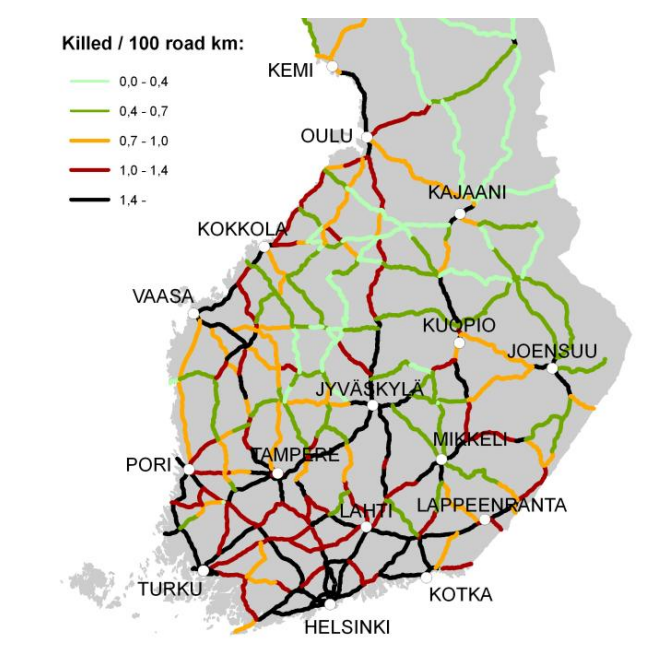 Killed / 100 road km:
0,0 - 0,4
0,4 - 0,7
0,7 - 1,0
1,0 - 1,4
1,4 -
KEMI
OULU
KAJAANI
KOKKOLA
VAASA
KUOPIO
JOENSUU
JYVÄSKYLÄ
MIKKELI
TAMPERE
PORI
LAHTI
LAPPEENRANTA
TURKU
KOTKA
HELSINKI